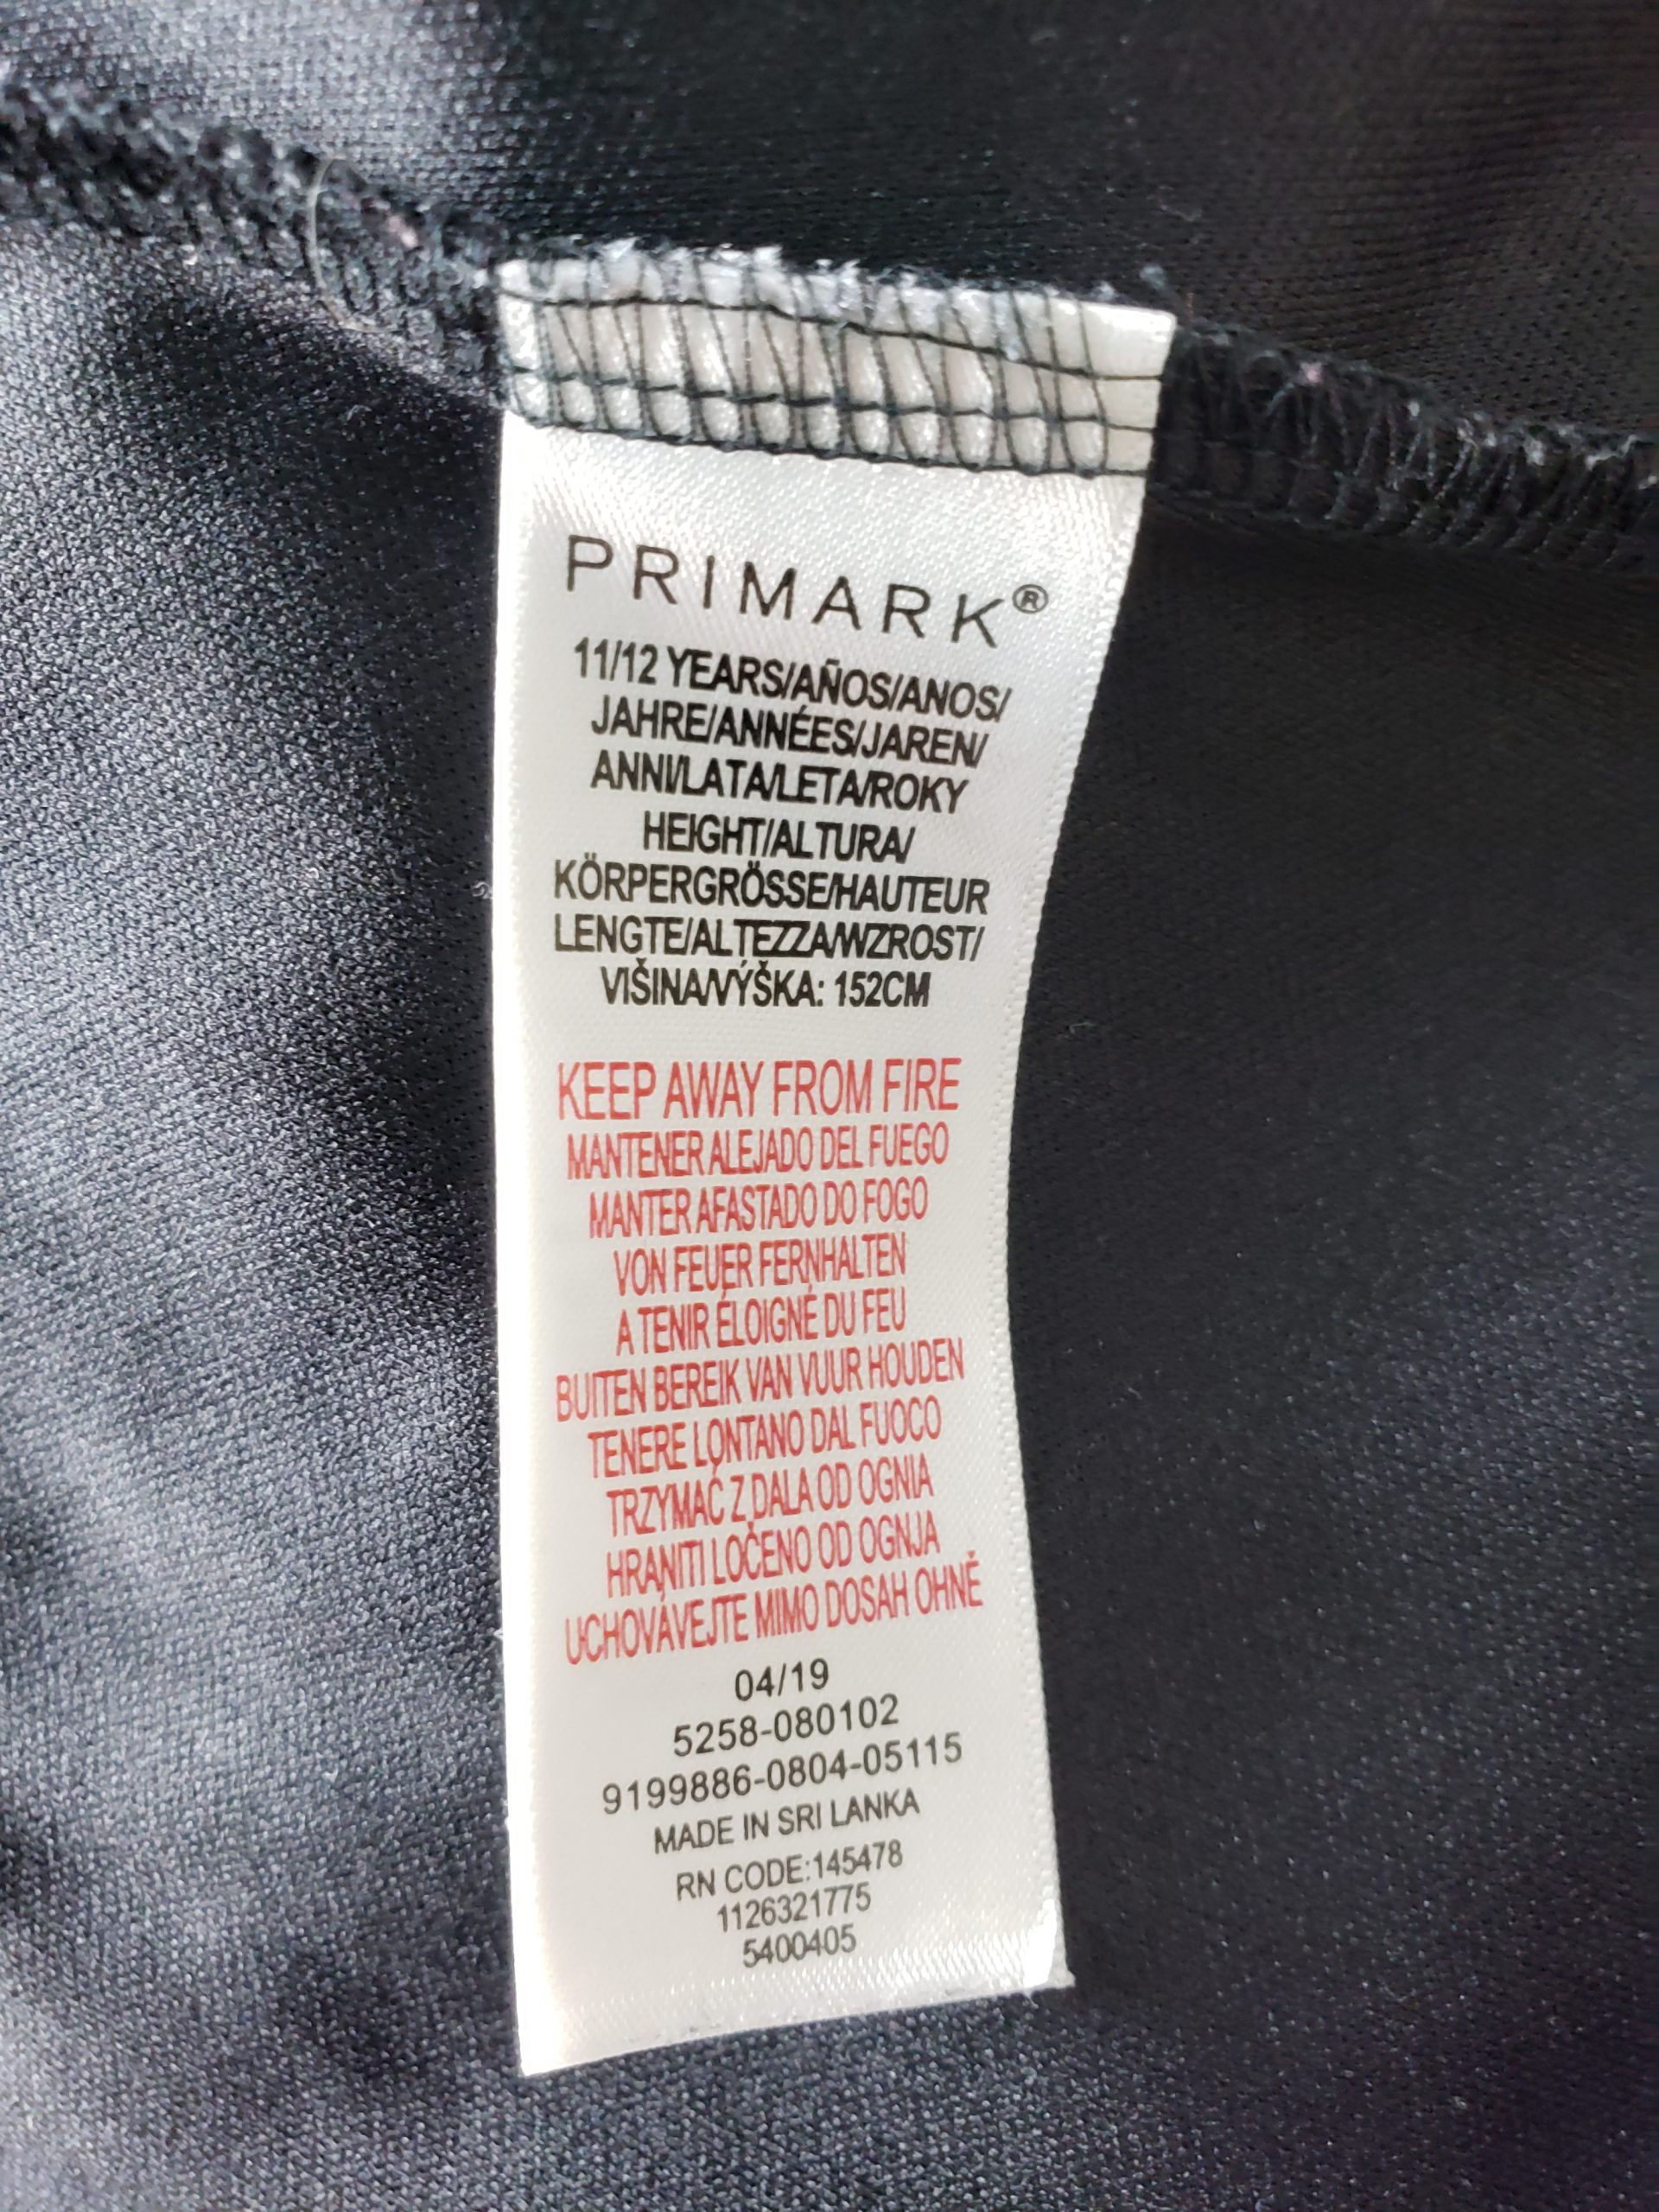 PRIMARK®
11/12 YEARS/AÑOS/ANOS/
JAHRE/ANNÉES/JAREN/
ANNI/LATA/LETA/ROKY
HEIGHT/ALTURA/
KÖRPERGRÖSSE/HAUTEUR
LENGTE/ALTEZZA/WZROST/
VIŠINA/VÝŠKA: 152CM
KEEP AWAY FROM FIRE
MANTENER ALEJADO DEL FUEGO
MANTER AFASTADO DO FOGO
VON FEUER FERNHALTEN
A TENIR ÉLOIGNÉ DU FEU
BUITEN BEREIK VAN VUUR HOUDEN
TENERE LONTANO DAL FUOCO
TRZYMAĆ Z DALA OD OGNIA
HRANITI LOČENO OD OGNJA
UCHOVÁVEJTE MIMO DOSAH OHNĚ
04/19
5258-080102
9199886-0804-05115
MADE IN SRI LANKA
RN CODE:145478
1126321775
5400405